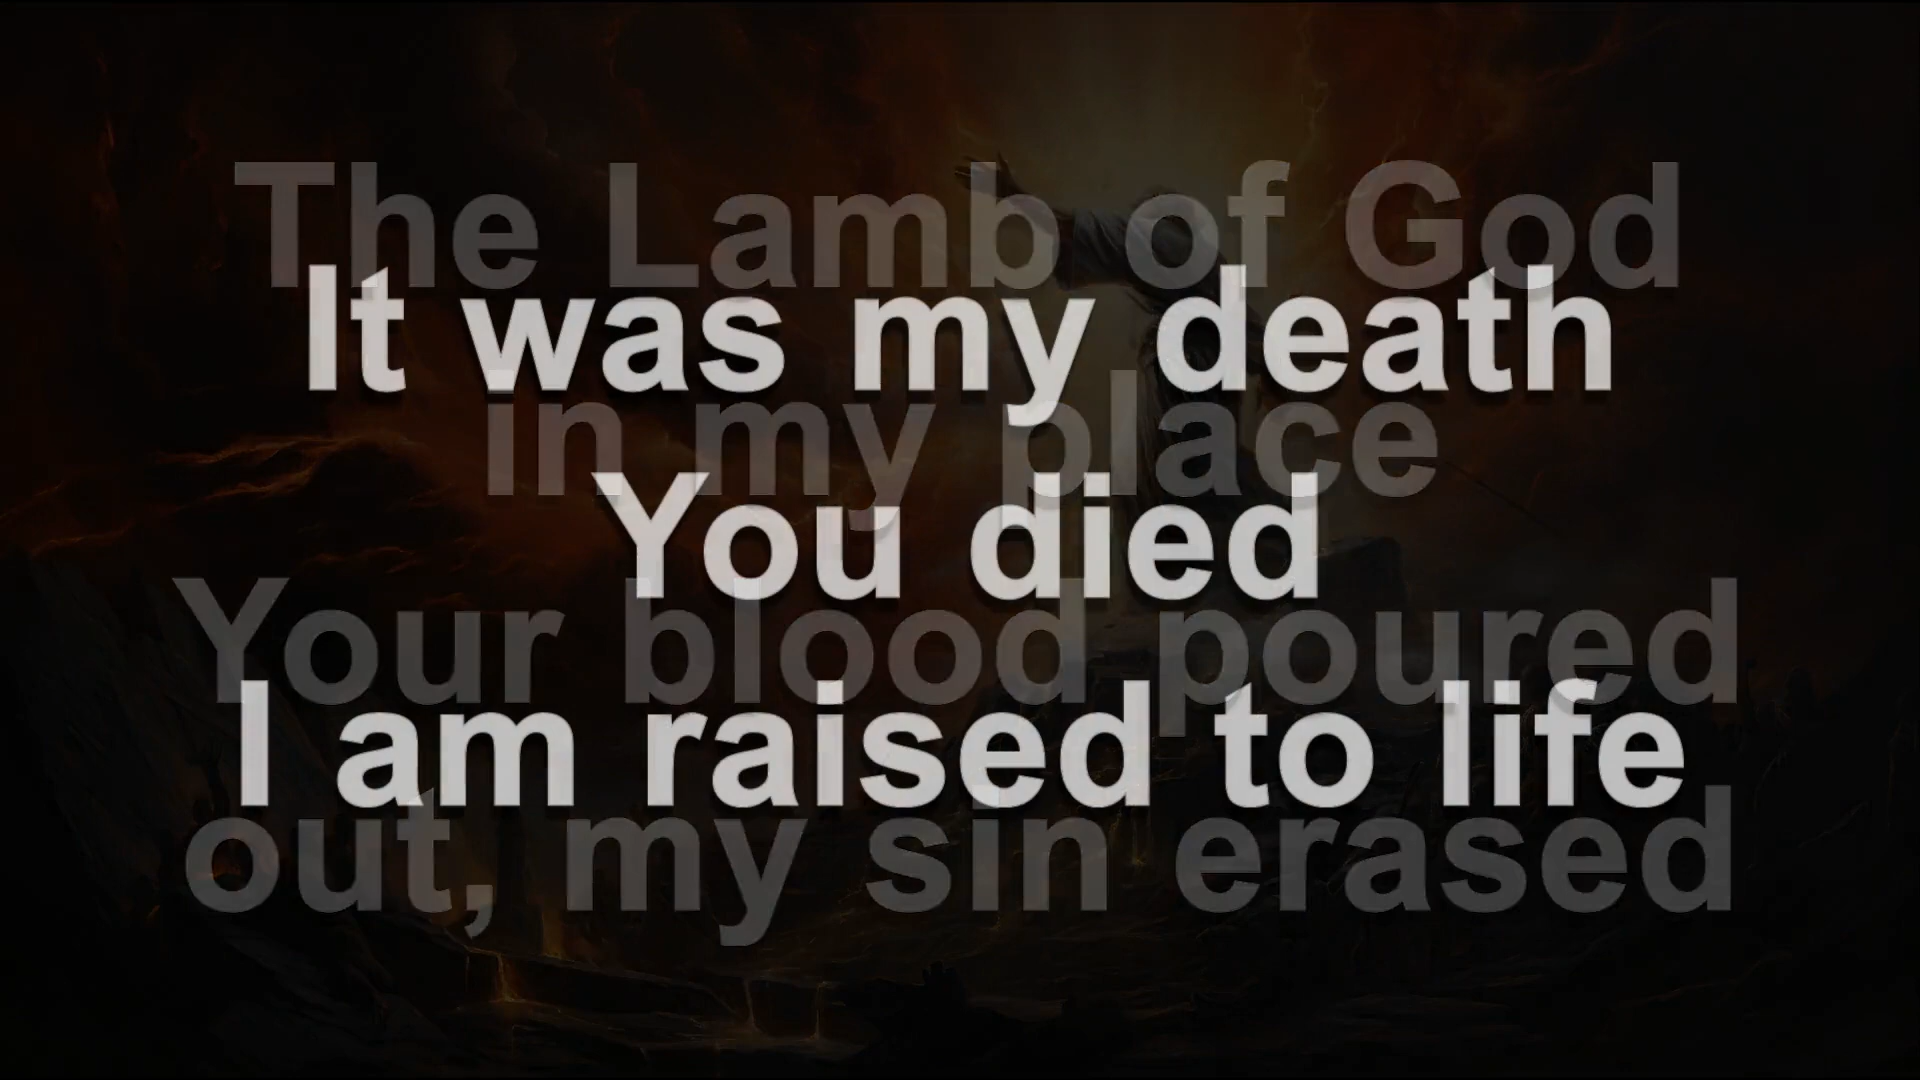 The Lamb of God
It was my death
in my place
You died
Your blood poured
I am raised to life
out, my sin erased